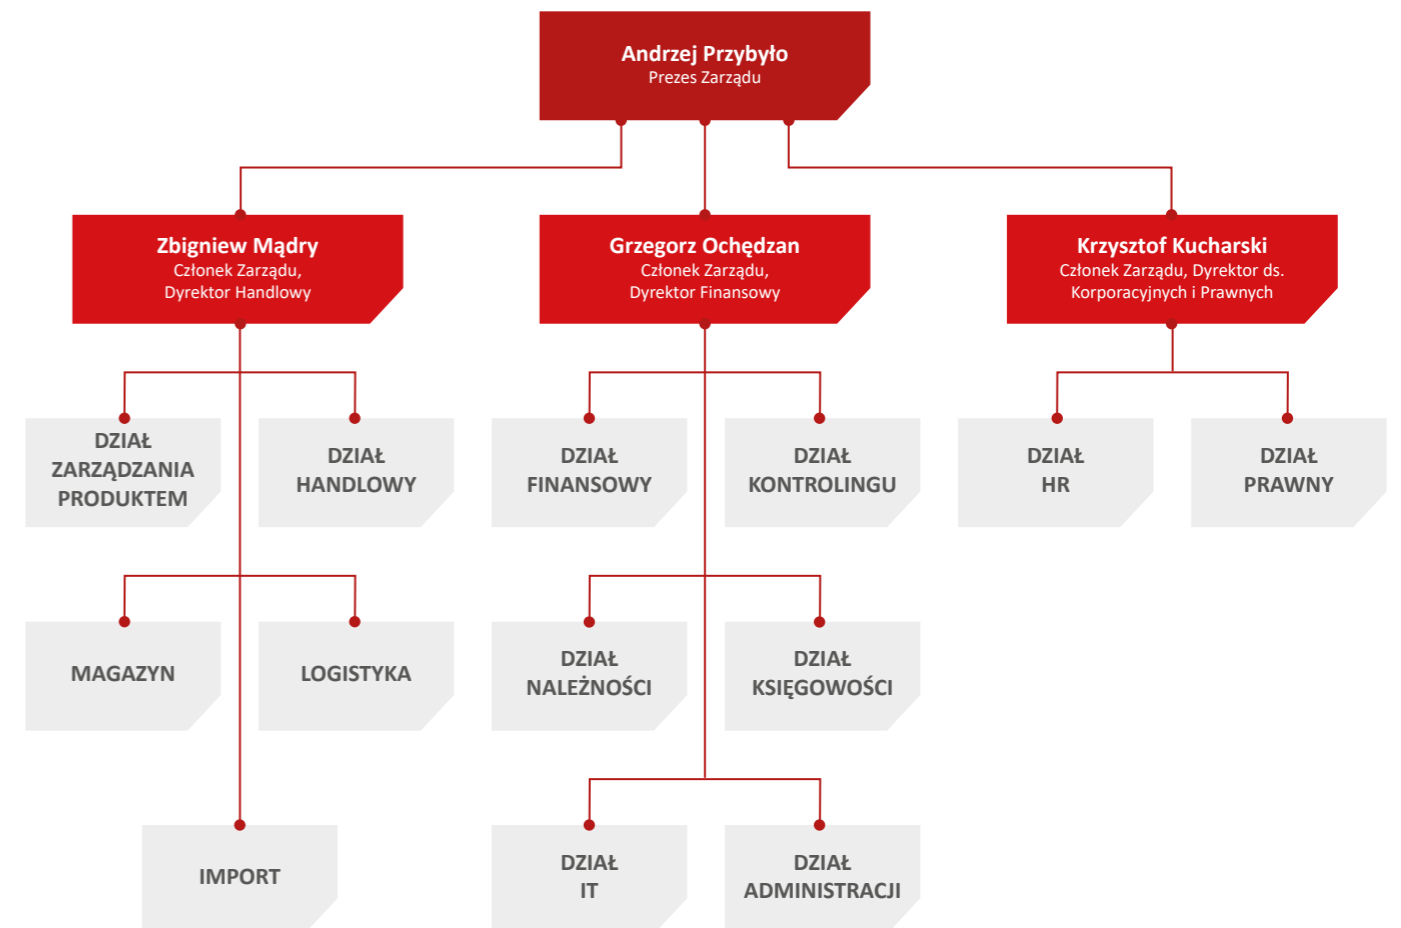 Andrzej Przybyło
Prezes Zarządu
Zbigniew Mądry
Członek Zarządu,
Dyrektor Handlowy
Grzegorz Ochędzan
Członek Zarządu,
Dyrektor Finansowy
Krzysztof Kucharski
Członek Zarządu, Dyrektor ds.
Korporacyjnych i Prawnych
DZIAŁ
ZARZĄDZANIA
PRODUKTEM
DZIAŁ
HANDLOWY
DZIAŁ
FINANSOWY
DZIAŁ
KONTROLINGU
DZIAŁ
HR
DZIAŁ
PRAWNY
MAGAZYN
LOGISTYKA
DZIAŁ
NALEŻNOŚCI
DZIAŁ
KSIĘGOWOŚCI
IMPORT
DZIAŁ
IT
DZIAŁ
ADMINISTRACJI